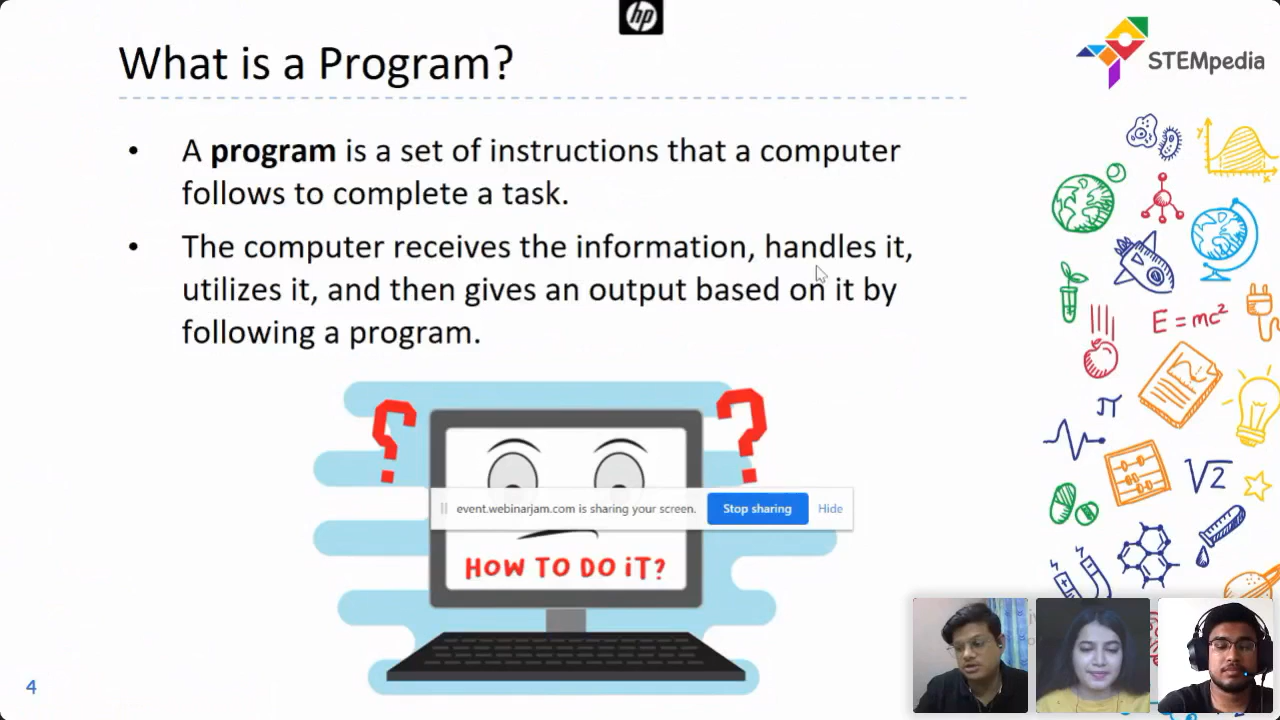 hp
What is a Program?
STEMpedia
• A program is a set of instructions that a computer
follows to complete a task.
• The computer receives the information, handles it,
utilizes it, and then gives an output based on it by
following a program.
y
x
E = mc²
π
√2
event.webinarjam.com is sharing your screen.
Stop sharing
Hide
HOW TO DO iT?
4